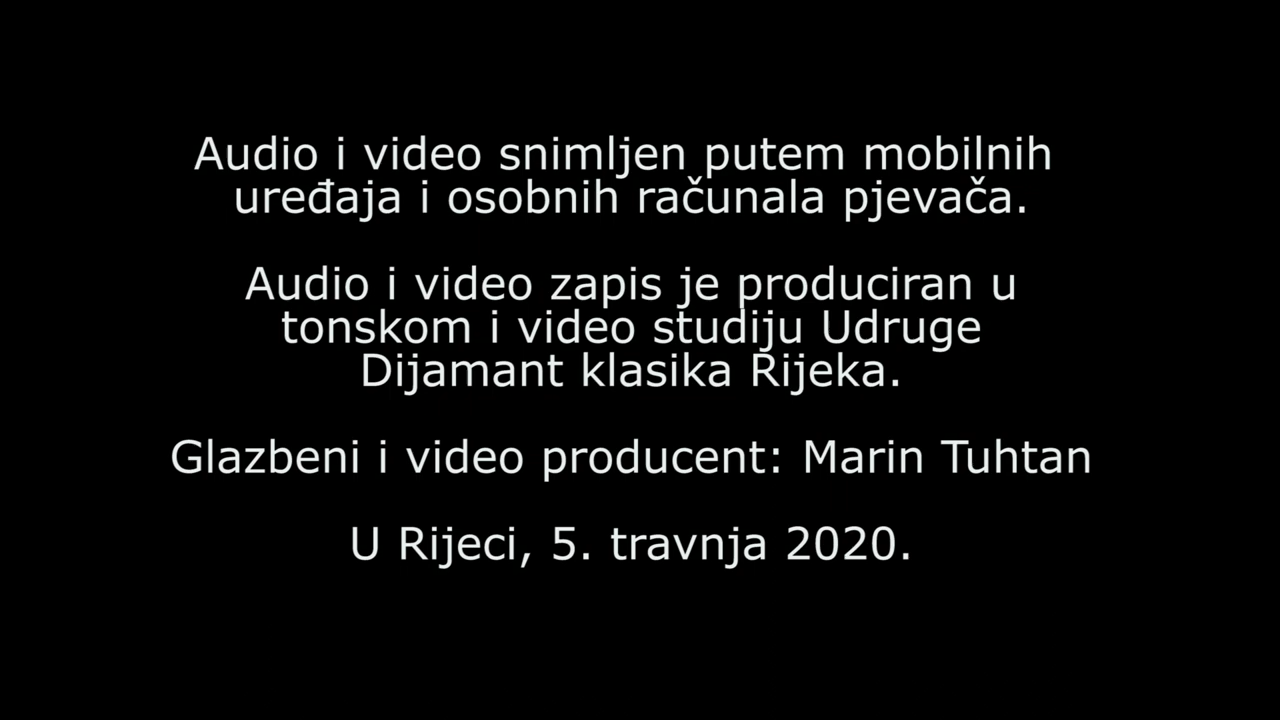 Audio i video snimljen putem mobilnih
uređaja i osobnih računala pjevača.
Audio i video zapis je produciran u
tonskom i video studiju Udruge
Dijamant klasika Rijeka.
Glazbeni i video producent: Marin Tuhtan
U Rijeci, 5. travnja 2020.